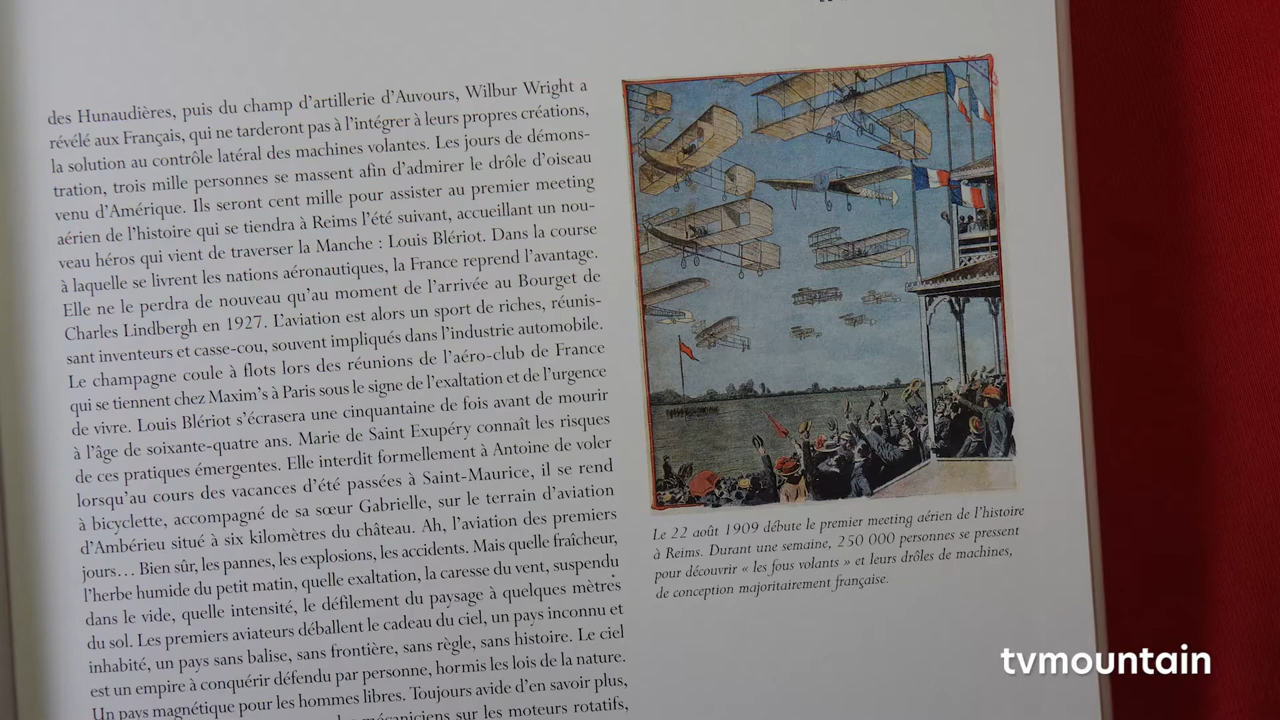 des Hunaudières, puis du champ d'artillerie d'Auvours, Wilbur Wright a
révélé aux Français, qui ne tarderont pas à l'intégrer à leurs propres créations,
la solution au contrôle latéral des machines volantes. Les jours de démons-
tration, trois mille personnes se massent afin d'admirer le drôle d'oiseau
venu d'Amérique. Ils seront cent mille pour assister au premier meeting
aérien de l'histoire qui se tiendra à Reims l'été suivant, accueillant un nou-
veau héros qui vient de traverser la Manche : Louis Blériot. Dans la course
à laquelle se livrent les nations aéronautiques, la France reprend l'avantage.
Elle ne le perdra de nouveau qu'au moment de l'arrivée au Bourget de
Charles Lindbergh en 1927. L'aviation est alors un sport de riches, réunis-
sant inventeurs et casse-cou, souvent impliqués dans l'industrie automobile.
Le champagne coule à flots lors des réunions de l'aéro-club de France
qui se tiennent chez Maxim's à Paris sous le signe de l'exaltation et de l'urgence
de vivre. Louis Blériot s'écrasera une cinquantaine de fois avant de mourir
à l'âge de soixante-quatre ans. Marie de Saint Exupéry connaît les risques
de ces pratiques émergentes. Elle interdit formellement à Antoine de voler
lorsqu'au cours des vacances d'été passées à Saint-Maurice, il se rend
à bicyclette, accompagné de sa sœur Gabrielle, sur le terrain d'aviation
d'Ambérieu situé à six kilomètres du château. Ah, l'aviation des premiers
jours… Bien sûr, les pannes, les explosions, les accidents. Mais quelle fraîcheur,
l'herbe humide du petit matin, quelle exaltation, la caresse du vent, suspendu
dans le vide, quelle intensité, le défilement du paysage à quelques mètres
du sol. Les premiers aviateurs déballent le cadeau du ciel, un pays inconnu et
inhabité, un pays sans balise, sans frontière, sans règle, sans histoire. Le ciel
est un empire à conquérir défendu par personne, hormis les lois de la nature.
Un pays magnétique pour les hommes libres. Toujours avide d'en savoir plus,
mécaniciens sur les moteurs rotatifs,
Le 22 août 1909 débute le premier meeting aérien de l'histoire
à Reims. Durant une semaine, 250 000 personnes se pressent
pour découvrir « les fous volants » et leurs drôles de machines,
de conception majoritairement française.
tvmountain